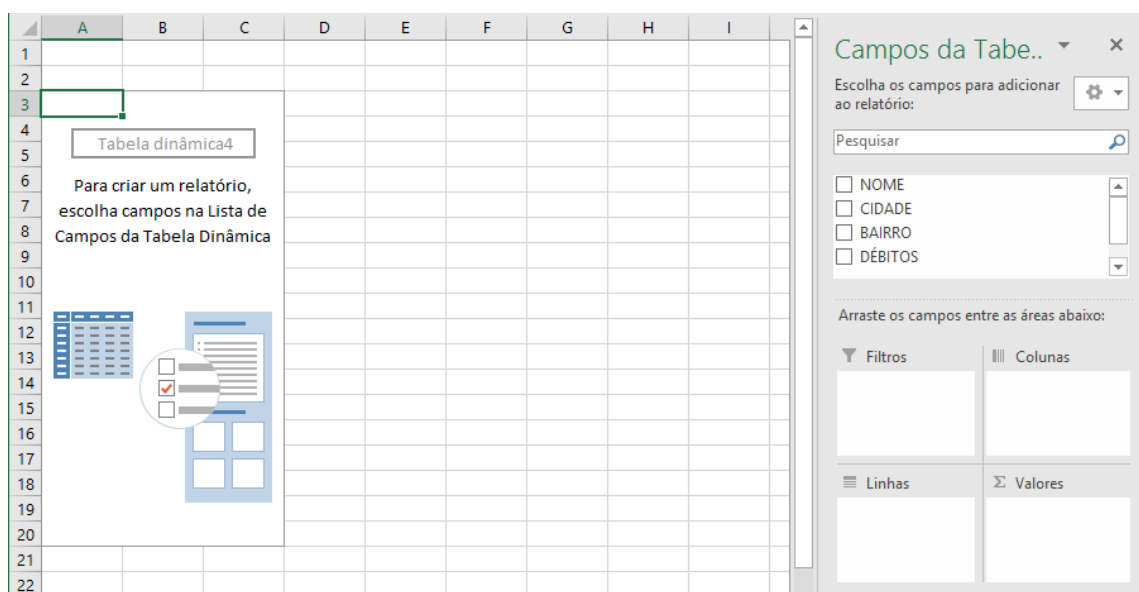 A B C D E F G H I
1
2
3
4
5
6
7
8
9
10
11
12
13
14
15
16
17
18
19
20
21
22
Tabela dinâmica4
Para criar um relatório,
escolha campos na Lista de
Campos da Tabela Dinâmica
Campos da Tabe..
Escolha os campos para adicionar
ao relatório:
Pesquisar
NOME
CIDADE
BAIRRO
DÉBITOS
Arraste os campos entre as áreas abaixo:
Filtros
Colunas
Linhas
Σ Valores